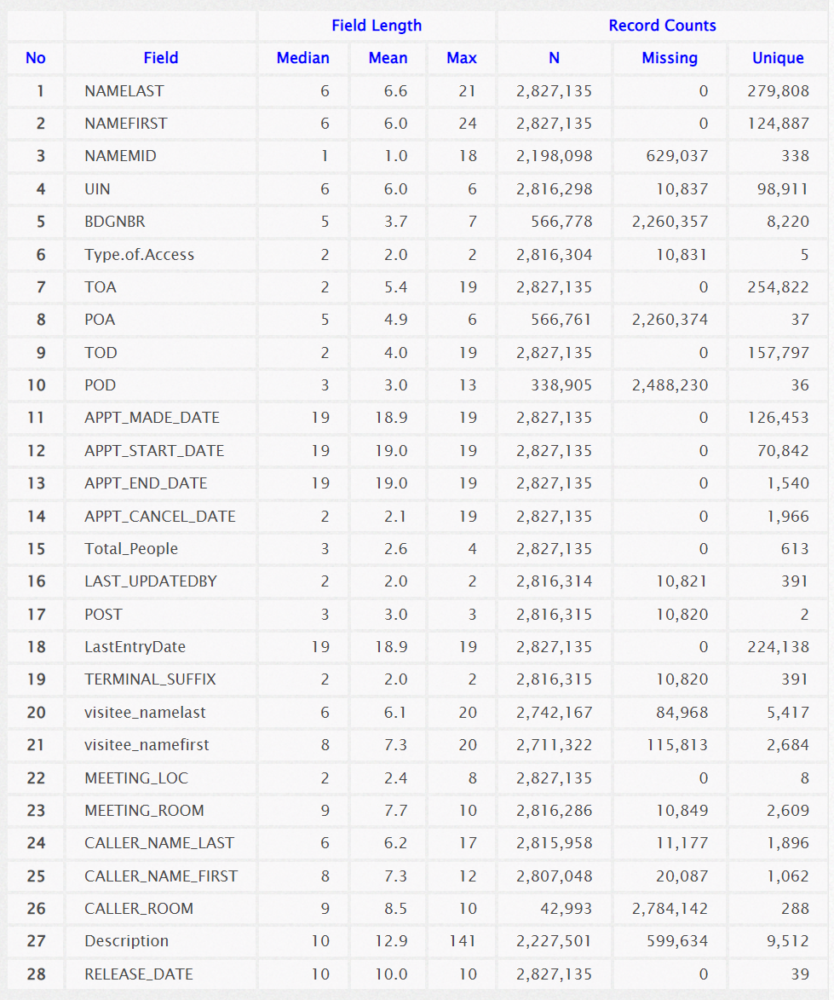 Field Length Record Counts
No Field Median Mean Max N Missing Unique
1 NAMELAST 6 6.6 21 2,827,135 0 279,808
2 NAMEFIRST 6 6.0 24 2,827,135 0 124,887
3 NAMEMID 1 1.0 18 2,198,098 629,037 338
4 UIN 6 6.0 6 2,816,298 10,837 98,911
5 BDGNBR 5 3.7 7 566,778 2,260,357 8,220
6 Type.of.Access 2 2.0 2 2,816,304 10,831 5
7 TOA 2 5.4 19 2,827,135 0 254,822
8 POA 5 4.9 6 566,761 2,260,374 37
9 TOD 2 4.0 19 2,827,135 0 157,797
10 POD 3 3.0 13 338,905 2,488,230 36
11 APPT_MADE_DATE 19 18.9 19 2,827,135 0 126,453
12 APPT_START_DATE 19 19.0 19 2,827,135 0 70,842
13 APPT_END_DATE 19 19.0 19 2,827,135 0 1,540
14 APPT_CANCEL_DATE 2 2.1 19 2,827,135 0 1,966
15 Total_People 3 2.6 4 2,827,135 0 613
16 LAST_UPDATEDBY 2 2.0 2 2,816,314 10,821 391
17 POST 3 3.0 3 2,816,315 10,820 2
18 LastEntryDate 19 18.9 19 2,827,135 0 224,138
19 TERMINAL_SUFFIX 2 2.0 2 2,816,315 10,820 391
20 visitee_namelast 6 6.1 20 2,742,167 84,968 5,417
21 visitee_namefirst 8 7.3 20 2,711,322 115,813 2,684
22 MEETING_LOC 2 2.4 8 2,827,135 0 8
23 MEETING_ROOM 9 7.7 10 2,816,286 10,849 2,609
24 CALLER_NAME_LAST 6 6.2 17 2,815,958 11,177 1,896
25 CALLER_NAME_FIRST 8 7.3 12 2,807,048 20,087 1,062
26 CALLER_ROOM 9 8.5 10 42,993 2,784,142 288
27 Description 10 12.9 141 2,227,501 599,634 9,512
28 RELEASE_DATE 10 10.0 10 2,827,135 0 39